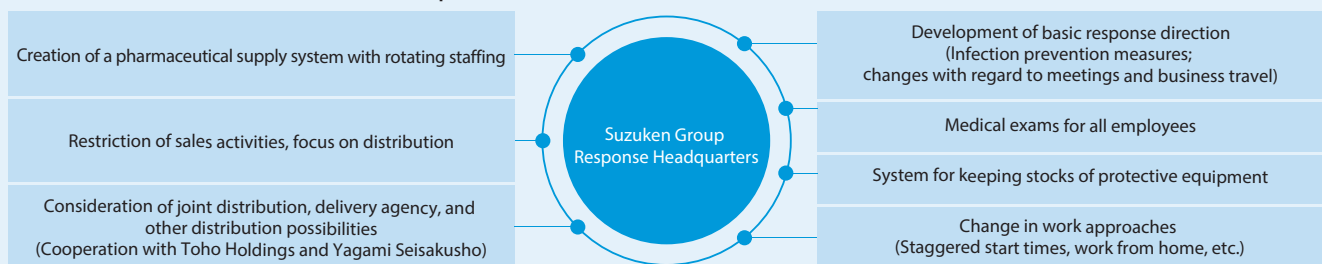 Creation of a pharmaceutical supply system with rotating staffing
Restriction of sales activities, focus on distribution
Consideration of joint distribution, delivery agency, and
other distribution possibilities
(Cooperation with Toho Holdings and Yagami Seisakusho)
Suzuken Group
Response Headquarters
Development of basic response direction
(Infection prevention measures;
changes with regard to meetings and business travel)
Medical exams for all employees
System for keeping stocks of protective equipment
Change in work approaches
(Staggered start times, work from home, etc.)